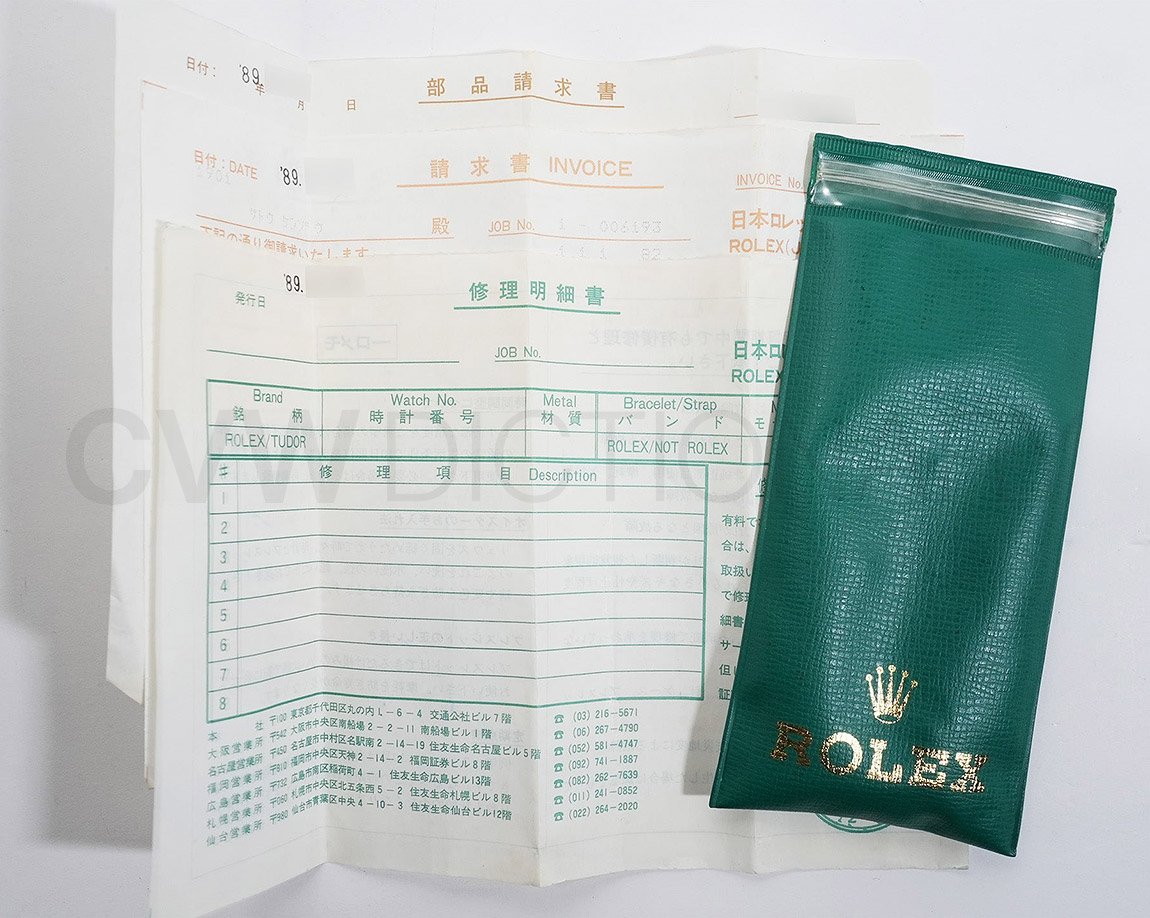 日付： '89. 年 月 日
部品請求書
日付：DATE '89.
請求書 INVOICE
INVOICE No.
殿
JOB No. 1 - 006193
日本ロレッ
ROLEX(J
下記の通り御請求いたします
82
発行日 '89.
修理明細書
JOB No.
日本ロ
ROLEX
Brand Watch No. Metal Bracelet/Strap
銘柄 時計番号 材質 バンド モ
ROLEX/TUDOR ROLEX/NOT ROLEX
# 修理項目 Description
1
2
3
4
5
6
7
8
有料で
合は、
取扱い
で修理
細書
サー
但し
証
本社 〒100 東京都千代田区丸の内1-6-4 交通公社ビル7階 ☎ (03) 216-5671
大阪営業所 〒542 大阪市中央区南船場2-2-11 南船場ビル1階 ☎ (06) 267-4790
名古屋営業所 〒450 名古屋市中村区名駅南2-14-19 住友生命名古屋ビル5階 ☎ (052) 581-4747
福岡営業所 〒810 福岡市中央区天神2-14-2 福岡証券ビル8階 ☎ (092) 741-1887
広島営業所 〒732 広島市南区稲荷町4-1 住友生命広島ビル13階 ☎ (082) 262-7639
札幌営業所 〒060 札幌市中央区北五条西5-2 住友生命札幌ビル8階 ☎ (011) 241-0852
仙台営業所 〒980 仙台市青葉区中央4-10-3 住友生命仙台ビル12階 ☎ (022) 264-2020
ROLEX
CVW DICTIO